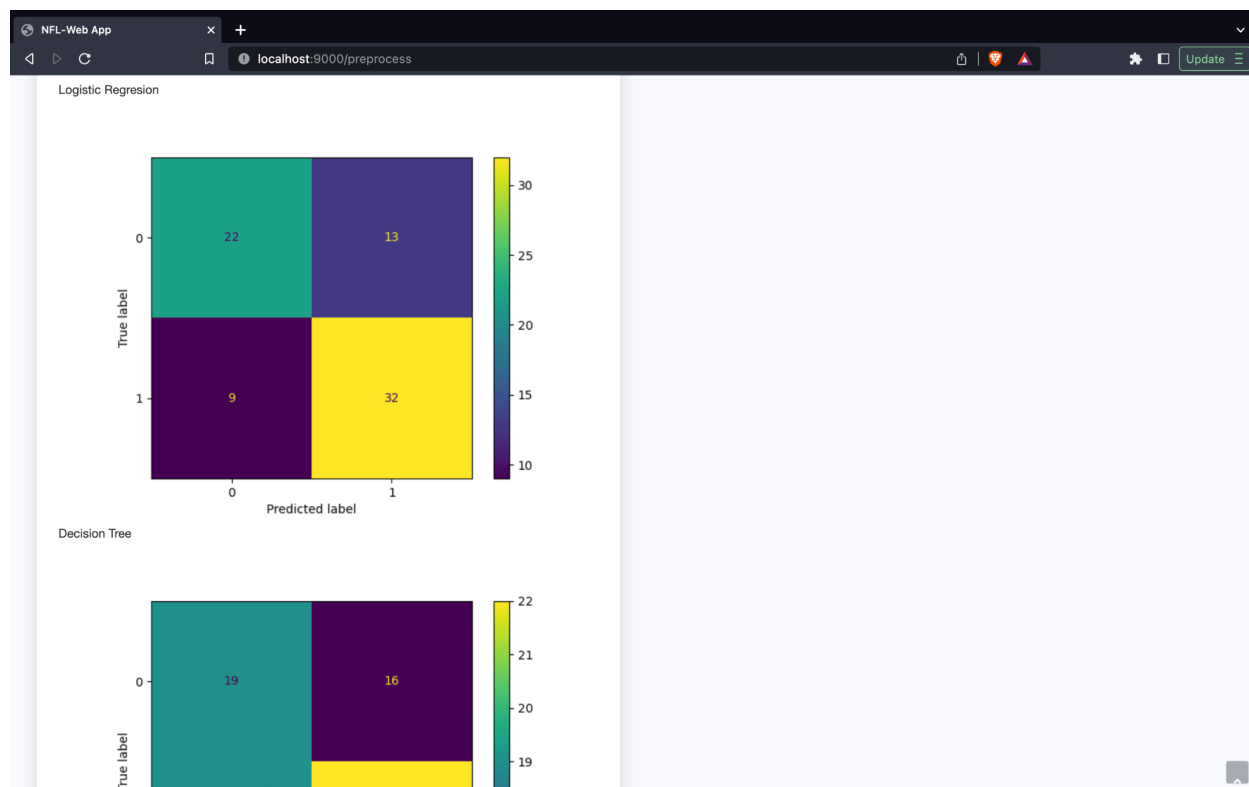 NFL-Web App
localhost:9000/preprocess
Update
Logistic Regresion
30
0 22 13
25
True label
20
1 9 32
15
10
0 1
Predicted label
Decision Tree
22
21
0 19 16
20
True label
19